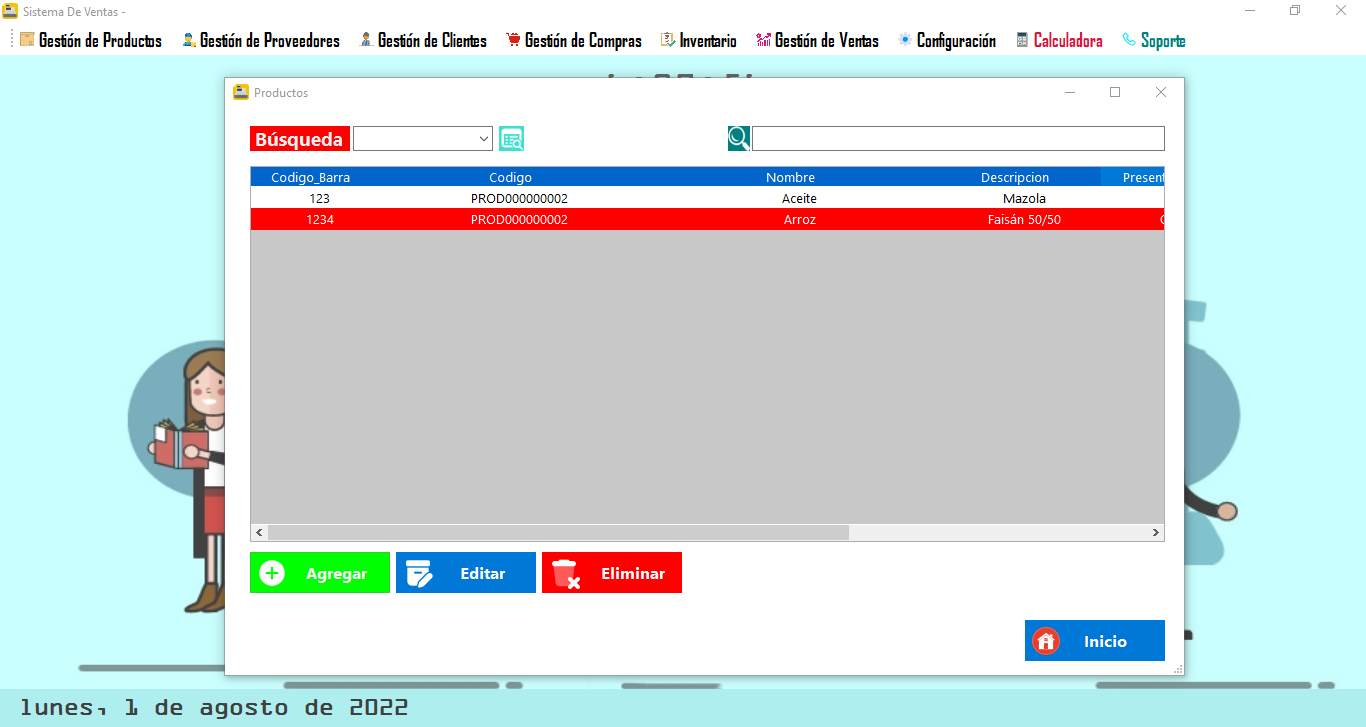 Sistema De Ventas -
Gestión de Productos Gestión de Proveedores Gestión de Clientes Gestión de Compras Inventario Gestión de Ventas Configuración Calculadora Soporte
Productos
Búsqueda
Codigo_Barra Codigo Nombre Descripcion Present
123 PROD000000002 Aceite Mazola
1234 PROD000000002 Arroz Faisán 50/50
Agregar Editar Eliminar
Inicio
lunes, 1 de agosto de 2022